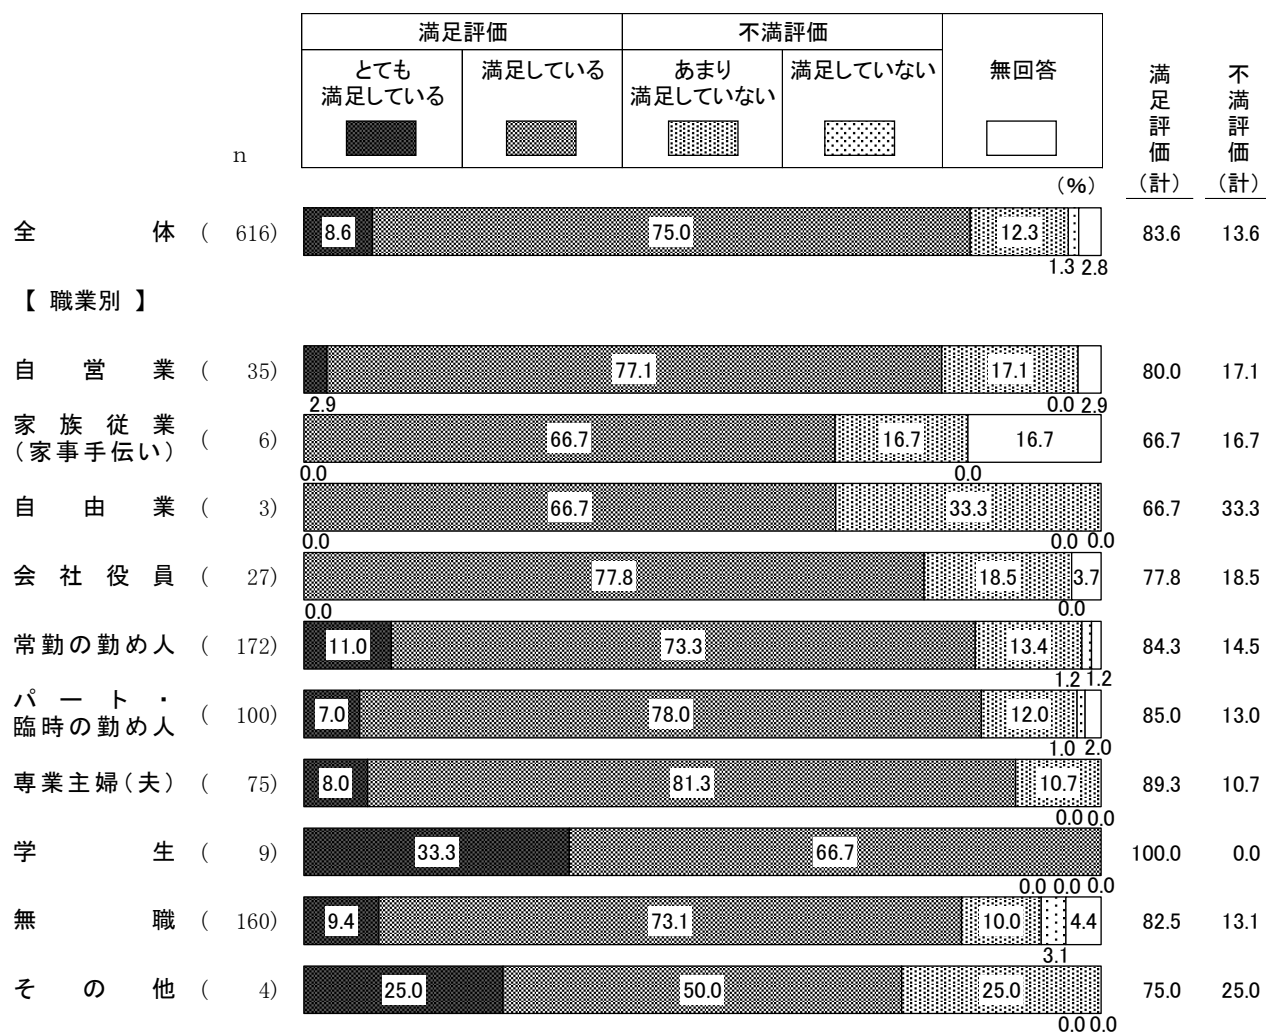 満足評価 不満評価
とても
満足している
満足している
あまり
満足していない
満足していない
無回答
満足評価(計)
不満評価(計)
n
(%)
全体 ( 616) 8.6 75.0 12.3 83.6 13.6
1.3 2.8
【 職業別 】
自営業 ( 35) 77.1 17.1 80.0 17.1
2.9 0.0 2.9
家族従業
(家事手伝い) ( 6) 66.7 16.7 16.7 66.7 16.7
0.0 0.0
自由業 ( 3) 66.7 33.3 66.7 33.3
0.0 0.0 0.0
会社役員 ( 27) 77.8 18.5 3.7 77.8 18.5
0.0 0.0
常勤の勤め人 ( 172) 11.0 73.3 13.4 84.3 14.5
1.2 1.2
パート・
臨時の勤め人 ( 100) 7.0 78.0 12.0 85.0 13.0
1.0 2.0
専業主婦(夫) ( 75) 8.0 81.3 10.7 89.3 10.7
0.0 0.0
学生 ( 9) 33.3 66.7 100.0 0.0
0.0 0.0 0.0
無職 ( 160) 9.4 73.1 10.0 4.4 82.5 13.1
3.1
その他 ( 4) 25.0 50.0 25.0 75.0 25.0
0.0 0.0